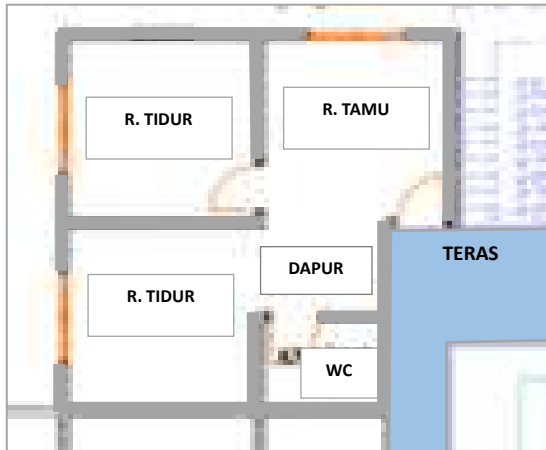 R. TIDUR
R. TAMU
TERAS
DAPUR
R. TIDUR
WC